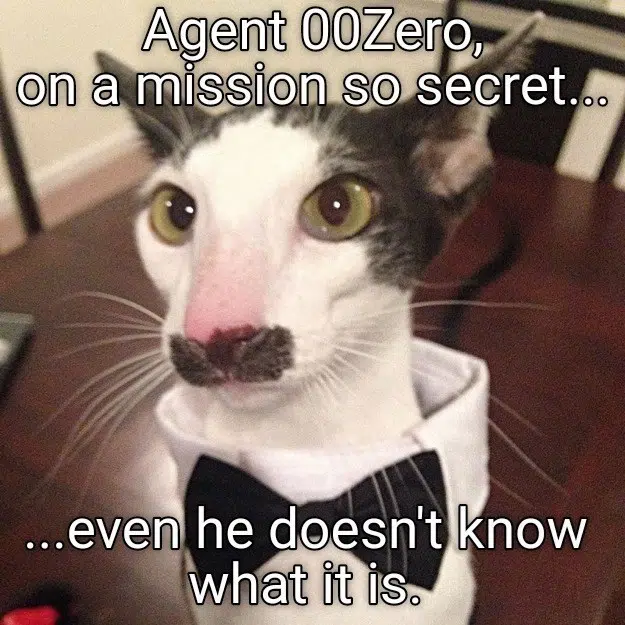 Agent 00Zero,
on a mission so secret...
...even he doesn't know
what it is.